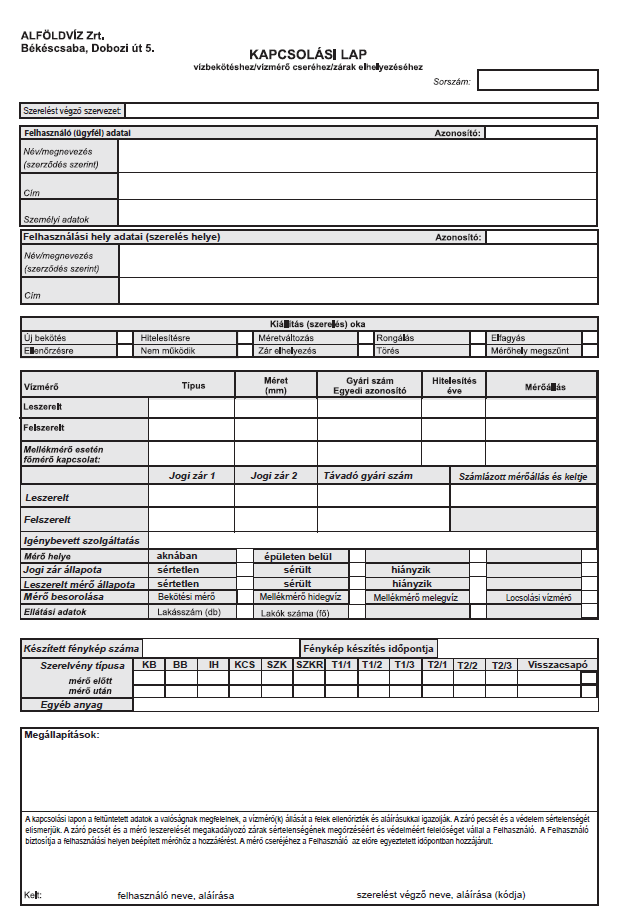 ALFÖLDVÍZ Zrt.
Békéscsaba, Dobozi út 5.
KAPCSOLÁSI LAP
vízbekötéshez/vízmérő cseréhez/zárak elhelyezéséhez
Sorszám:
Szerelést végző szervezet:
Felhasználó (ügyfél) adatai Azonosító:
Név/megnevezés
(szerződés szerint)
Cím
Személyi adatok
Felhasználási hely adatai (szerelés helye) Azonosító:
Név/megnevezés
(szerződés szerint)
Cím
Kiállítás (szerelés) oka
Új bekötés Hitelesítésre Méretváltozás Rongálás Elfagyás
Ellenőrzésre Nem működik Zár elhelyezés Törés Mérőhely megszűnt
Vízmérő Típus Méret (mm) Gyári szám Egyedi azonosító Hitelesítés éve Mérőállás
Leszerelt
Felszerelt
Mellékmérő esetén
főmérő kapcsolat:
Jogi zár 1 Jogi zár 2 Távadó gyári szám Számlázott mérőállás és keltje
Leszerelt
Felszerelt
Igénybevett szolgáltatás
Mérő helye aknában épületen belül
Jogi zár állapota sértetlen sérült hiányzik
Leszerelt mérő állapota sértetlen sérült hiányzik
Mérő besorolása Bekötési mérő Mellékmérő hidegvíz Mellékmérő melegvíz Locsolási vízmérő
Ellátási adatok Lakásszám (db) Lakók száma (fő)
Készített fénykép száma Fénykép készítés időpontja
Szerelvény típusa KB BB IH KCS SZK SZKR T1/1 T1/2 T1/3 T2/1 T2/2 T2/3 Visszacsapó
mérő előtt
mérő után
Egyéb anyag
Megállapítások:
A kapcsolási lapon a feltüntetett adatok a valóságnak megfelelnek, a vízmérő(k) állását a felek ellenőrizték és aláírásukkal igazolják. A záró pecsét és a védelem sértetlenségét
elismerjük. A záró pecsét és a mérő leszerelését megakadályozó zárak sértetlenségének megőrzéséért és védelméért felelőséget vállal a Felhasználó. A Felhasználó
biztosítja a felhasználási helyen beépített mérőhöz a hozzáférést. A mérő cseréjéhez a Felhasználó az előre egyeztetett időpontban hozzájárult.
Kelt: felhasználó neve, aláírása szerelést végző neve, aláírása (kódja)